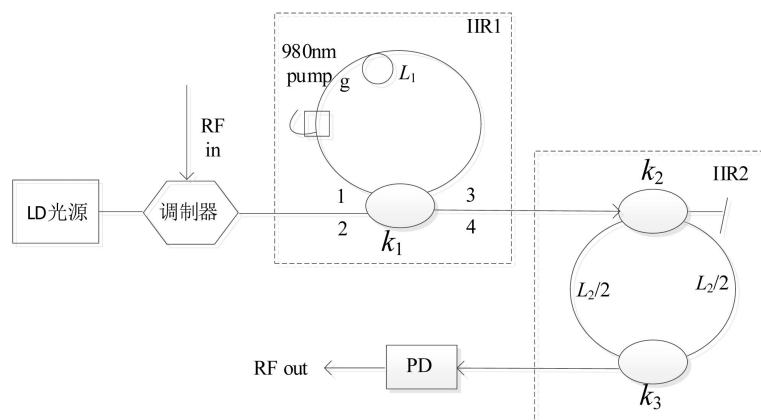 IIR1
980nm
pump
g
L₁
RF
in
LD光源
调制器
1
3
2
4
k₁
k₂
IIR2
L₂/2
L₂/2
RF out
PD
k₃